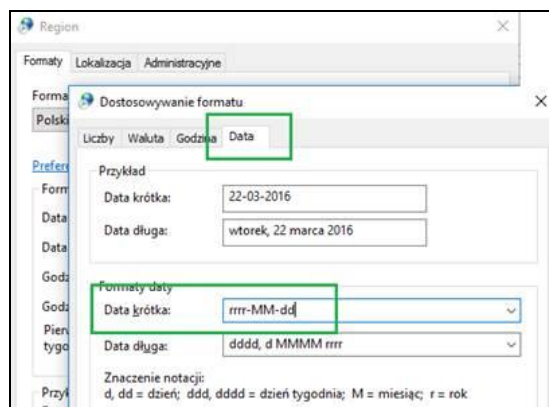 Region
Formaty Lokalizacja Administracyjne
Forma
Polski
Dostosowywanie formatu
Liczby Waluta Godzina Data
Prefere
Przykład
Form
Data krótka: 22-03-2016
Data
Data długa: wtorek, 22 marca 2016
Data
Godz
Formaty daty
Godz
Data krótka: rrrr-MM-dd
Pierw
tygo
Data długa: dddd, d MMMM rrrr
Znaczenie notacji:
Przykł
d, dd = dzień; ddd, dddd = dzień tygodnia; M = miesiąc; r = rok